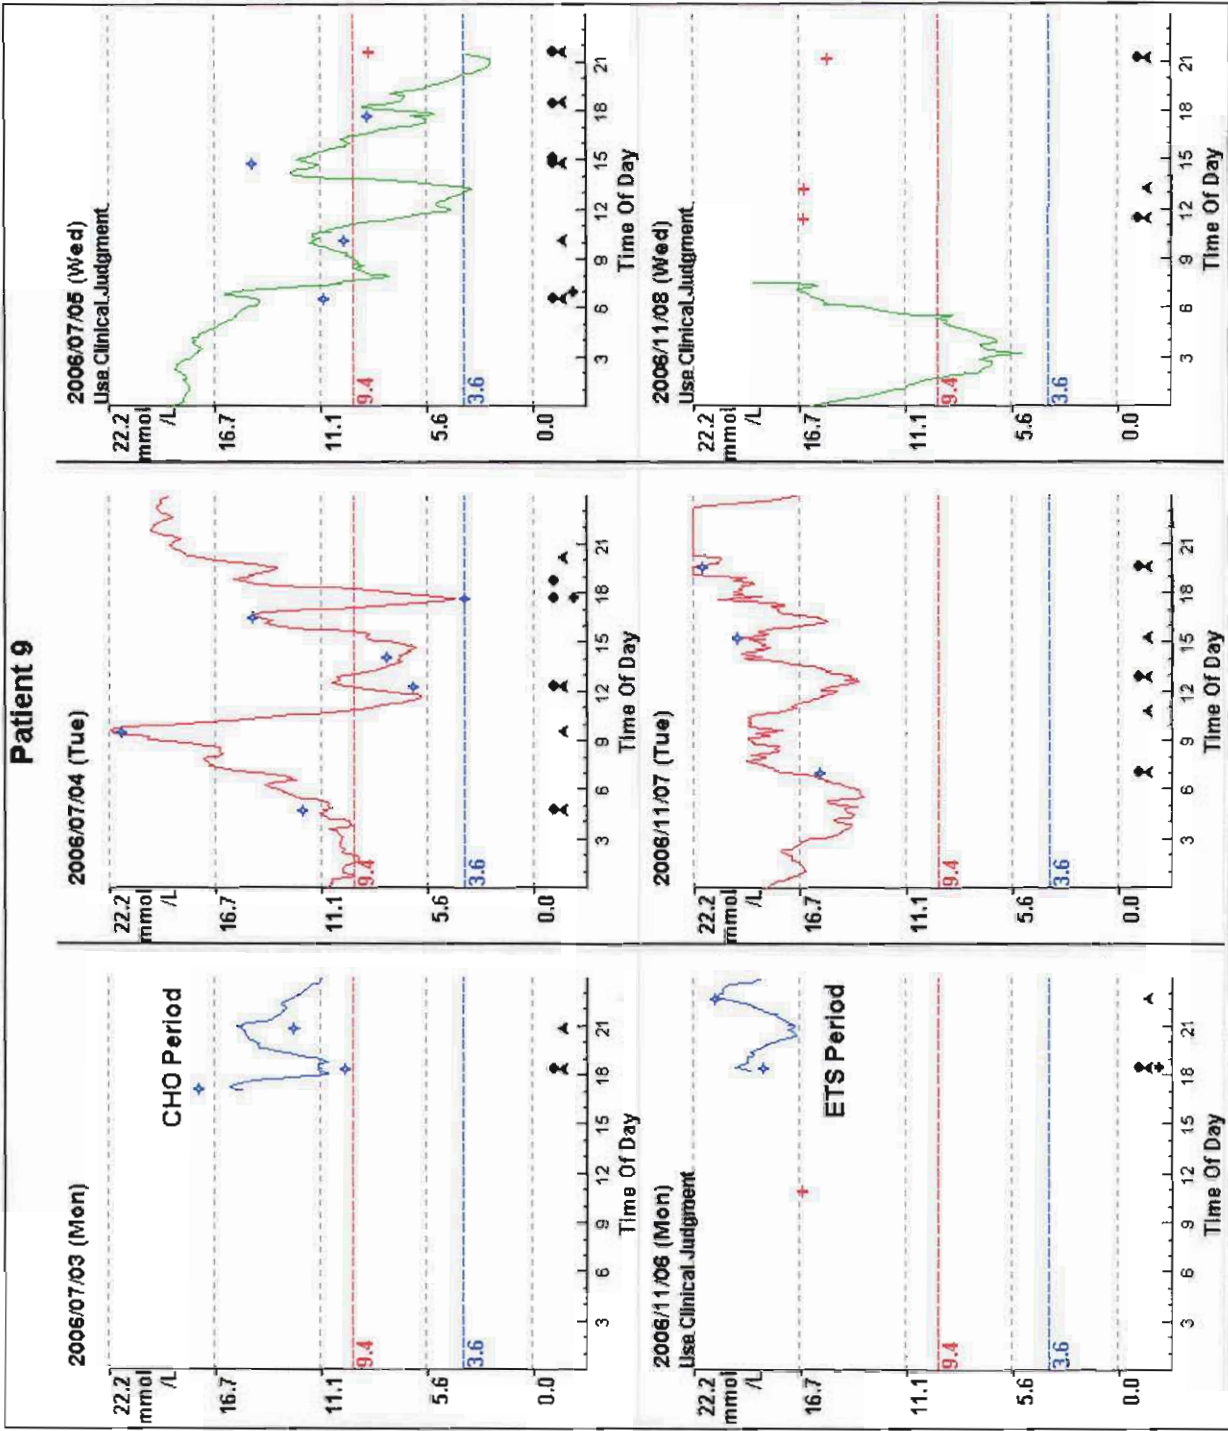 Patient 9
2006/07/03 (Mon)
22.2
mmol
/L
16.7
11.1
5.6
0.0
9.4
3.6
CHO Period
3 6 9 12 15 18 21
Time Of Day
2006/07/04 (Tue)
22.2
mmol
/L
16.7
11.1
5.6
0.0
9.4
3.6
3 6 9 12 15 18 21
Time Of Day
2006/07/05 (Wed)
Use Clinical Judgment
22.2
mmol
/L
16.7
11.1
5.6
0.0
9.4
3.6
3 6 9 12 15 18 21
Time Of Day
2006/11/06 (Mon)
Use Clinical Judgment
22.2
mmol
/L
16.7
11.1
5.6
0.0
9.4
3.6
ETS Period
3 6 9 12 15 18 21
Time Of Day
2006/11/07 (Tue)
22.2
mmol
/L
16.7
11.1
5.6
0.0
9.4
3.6
3 6 9 12 15 18 21
Time Of Day
2006/11/08 (Wed)
Use Clinical Judgment
22.2
mmol
/L
16.7
11.1
5.6
0.0
9.4
3.6
3 6 9 12 15 18 21
Time Of Day